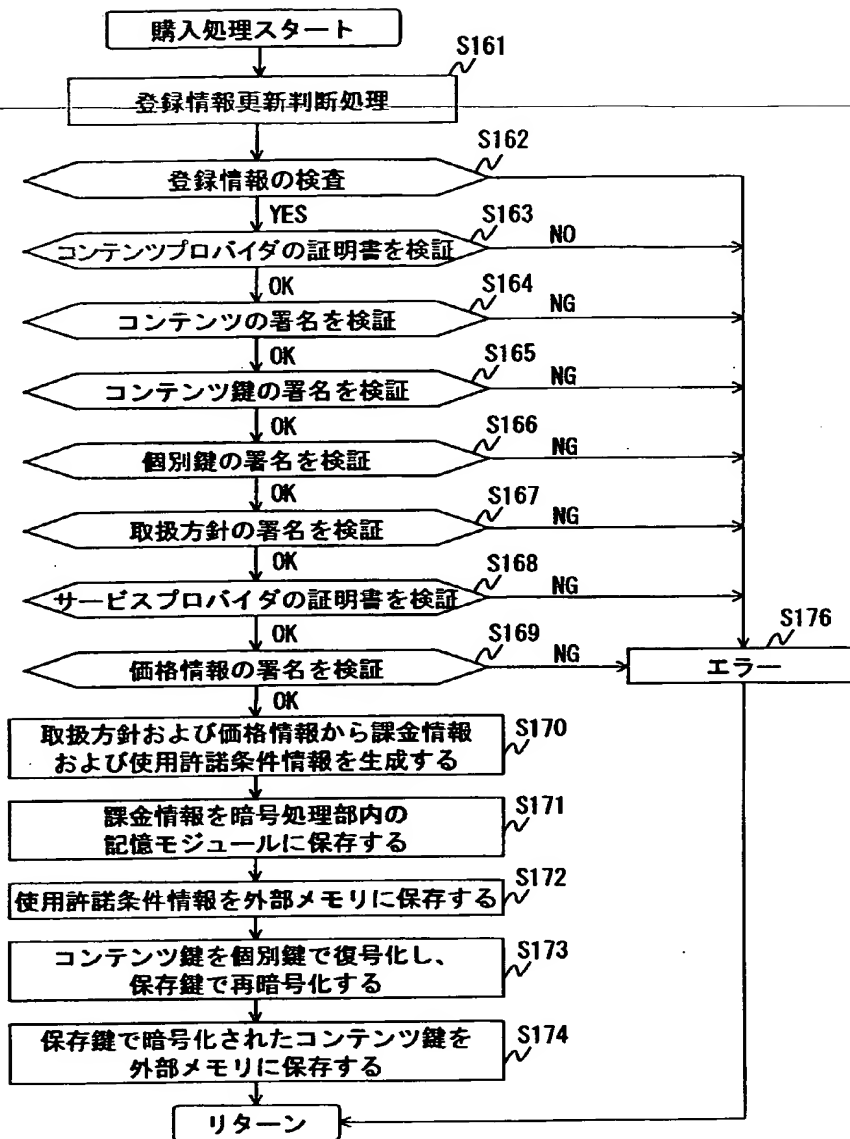 購入処理スタート
S161
登録情報更新判断処理
S162
登録情報の検査
YES
S163
コンテンツプロバイダの証明書を検証
NO
OK
S164
コンテンツの署名を検証
NG
OK
S165
コンテンツ鍵の署名を検証
NG
OK
S166
個別鍵の署名を検証
NG
OK
S167
取扱方針の署名を検証
NG
OK
S168
サービスプロバイダの証明書を検証
NG
OK
S169
価格情報の署名を検証
NG
S176
エラー
OK
S170
取扱方針および価格情報から課金情報
および使用許諾条件情報を生成する
S171
課金情報を暗号処理部内の
記憶モジュールに保存する
S172
使用許諾条件情報を外部メモリに保存する
S173
コンテンツ鍵を個別鍵で復号化し、
保存鍵で再暗号化する
S174
保存鍵で暗号化されたコンテンツ鍵を
外部メモリに保存する
リターン